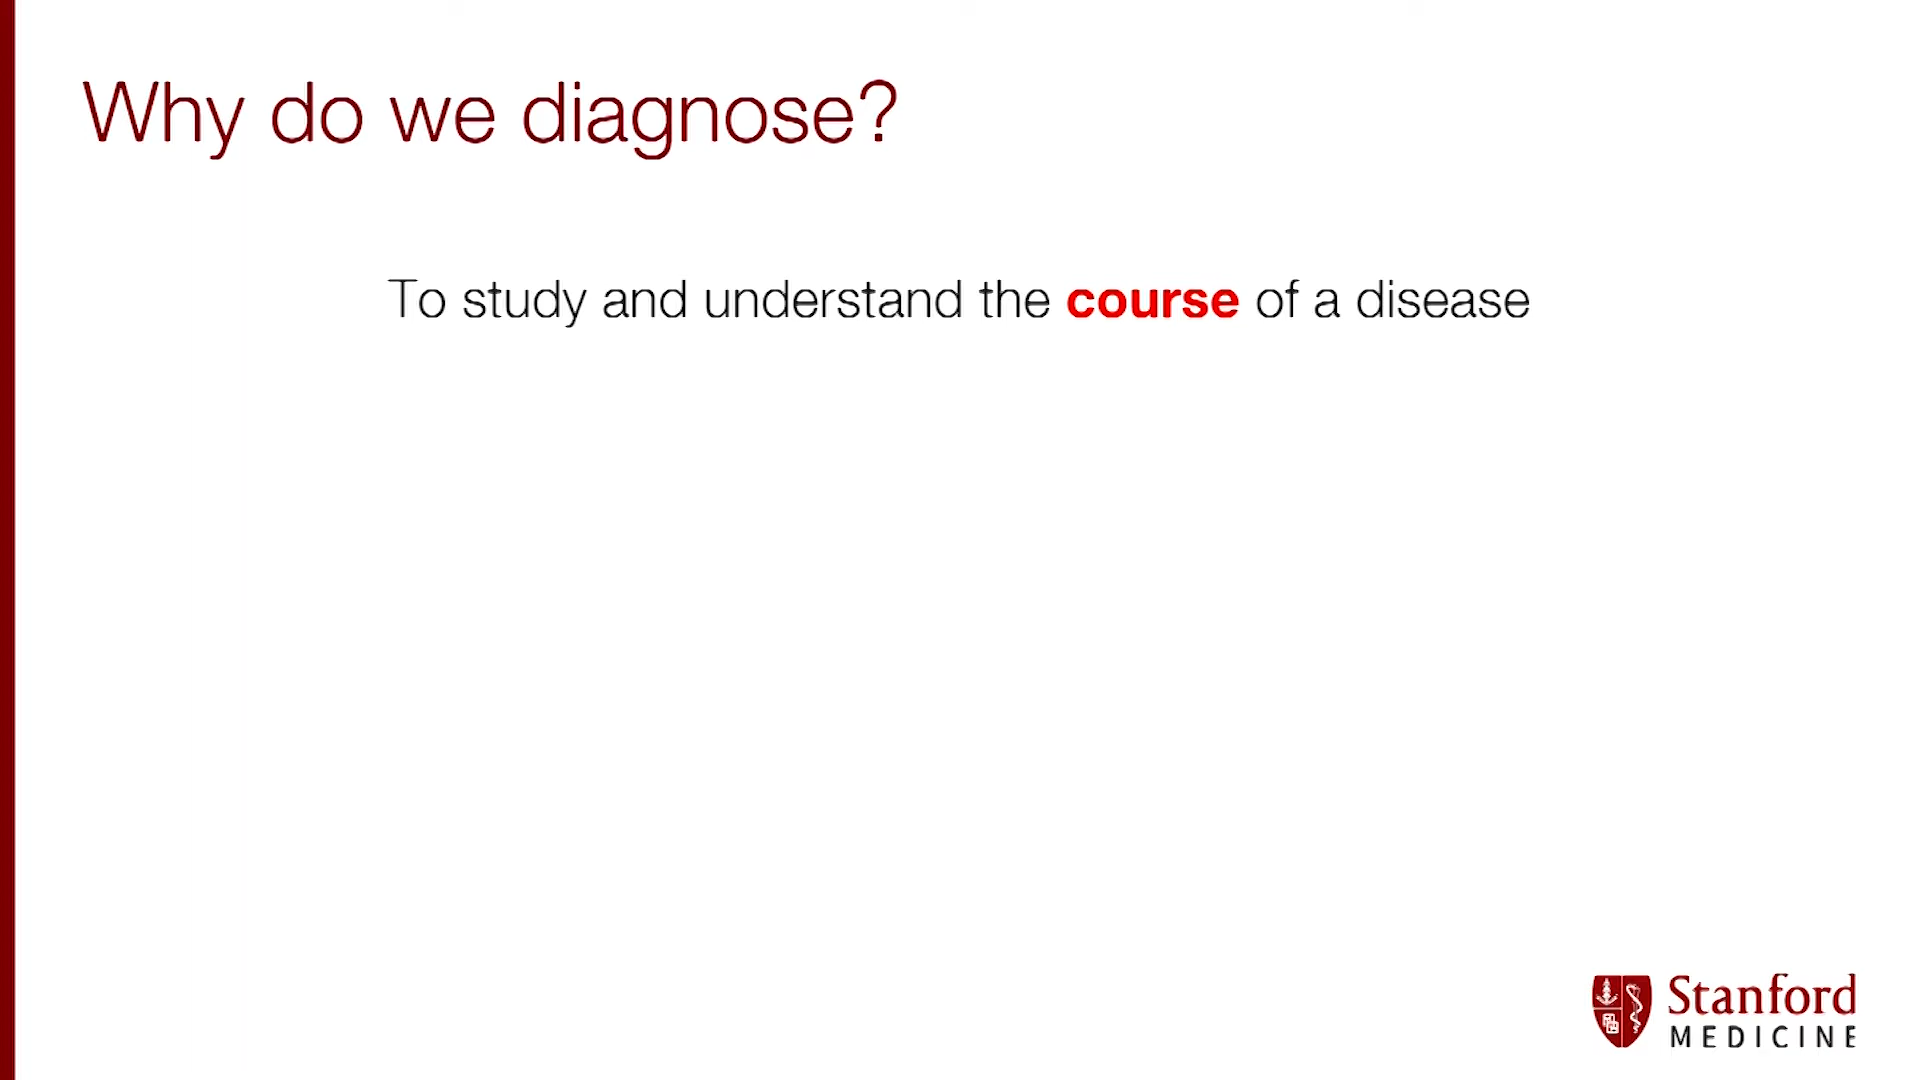 Why do we diagnose?
To study and understand the course of a disease
Stanford
MEDICINE